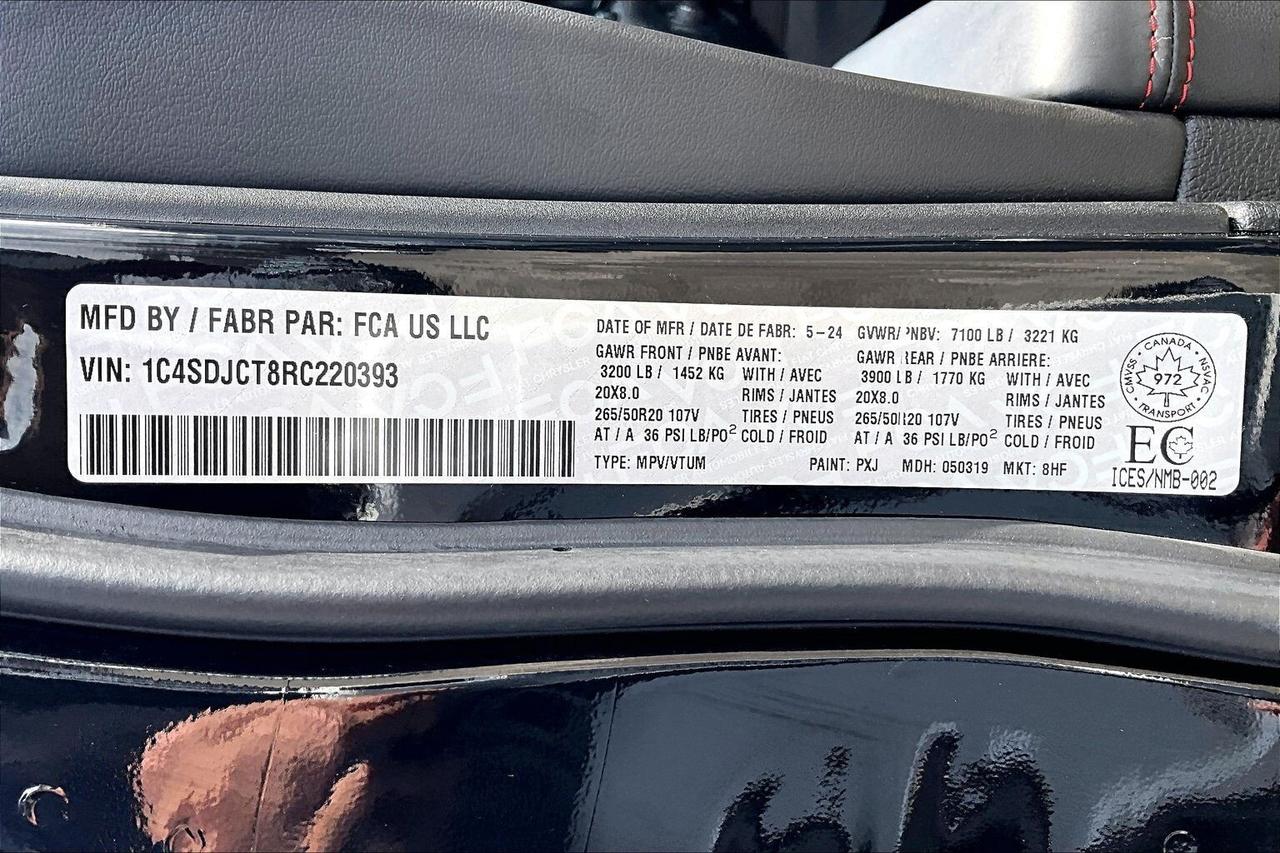 MFD BY / FABR PAR: FCA US LLC
VIN: 1C4SDJCT8RC220393
DATE OF MFR / DATE DE FABR: 5-24
GAWR FRONT / PNBE AVANT:
3200 LB / 1452 KG WITH / AVEC
20X8.0 RIMS / JANTES
265/50R20 107V TIRES / PNEUS
AT / A 36 PSI LB/PO² COLD / FROID
GVWR/PNBV: 7100 LB / 3221 KG
GAWR REAR / PNBE ARRIERE:
3900 LB / 1770 KG WITH / AVEC
20X8.0 RIMS / JANTES
265/50R20 107V TIRES / PNEUS
AT / A 36 PSI LB/PO² COLD / FROID
TYPE: MPV/VTUM PAINT: PXJ MDH: 050319 MKT: 8HF
CANADA
CMVSS 972 NSVAC
TRANSPORT
EC
ICES/NMB-002